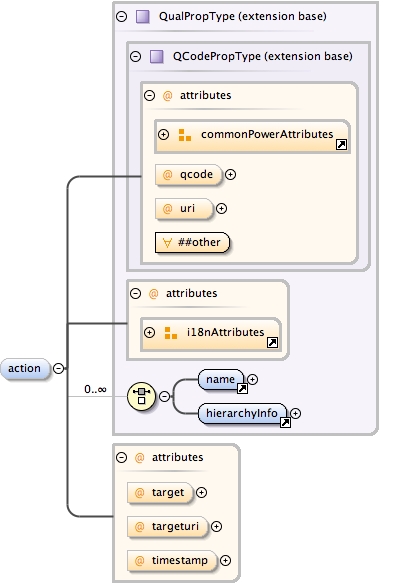 QualPropType (extension base)
QCodePropType (extension base)
@ attributes
commonPowerAttributes
@ qcode
@ uri
∀ ##other
@ attributes
i18nAttributes
action
0..∞
name
hierarchyInfo
@ attributes
@ target
@ targeturi
@ timestamp